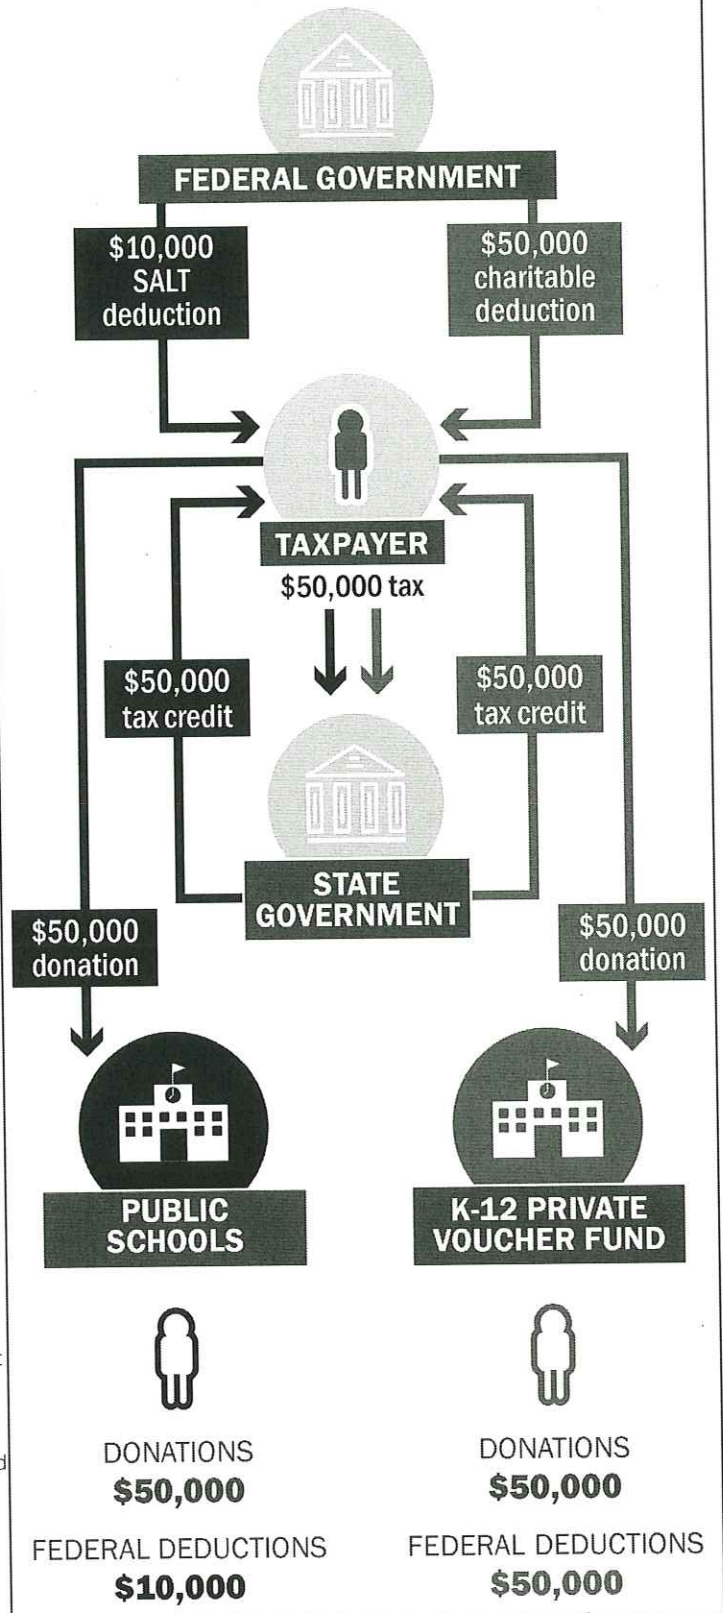 FEDERAL GOVERNMENT
$10,000
SALT
deduction
$50,000
charitable
deduction
TAXPAYER
$50,000 tax
$50,000
tax credit
$50,000
tax credit
STATE
GOVERNMENT
$50,000
donation
$50,000
donation
PUBLIC
SCHOOLS
K-12 PRIVATE
VOUCHER FUND
DONATIONS
$50,000
FEDERAL DEDUCTIONS
$10,000
DONATIONS
$50,000
FEDERAL DEDUCTIONS
$50,000